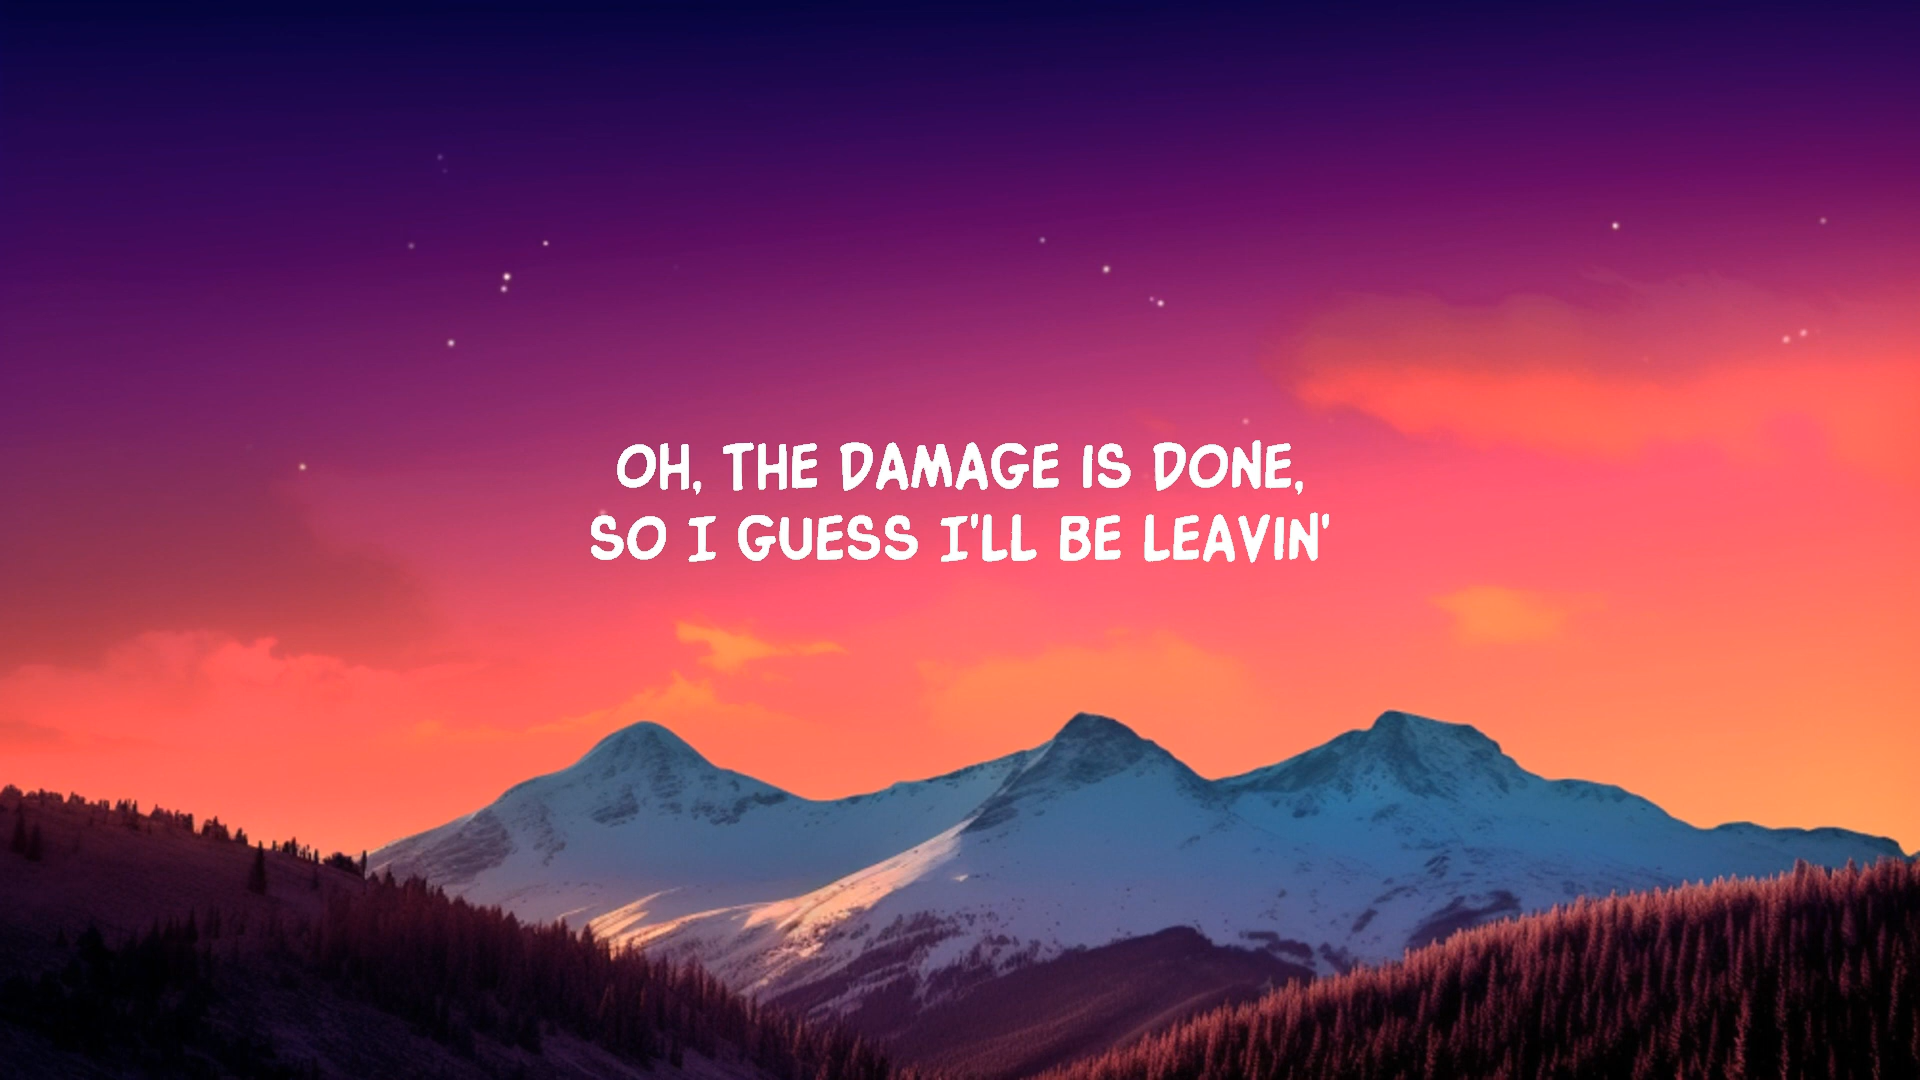 OH, THE DAMAGE IS DONE,
SO I GUESS I'LL BE LEAVIN'